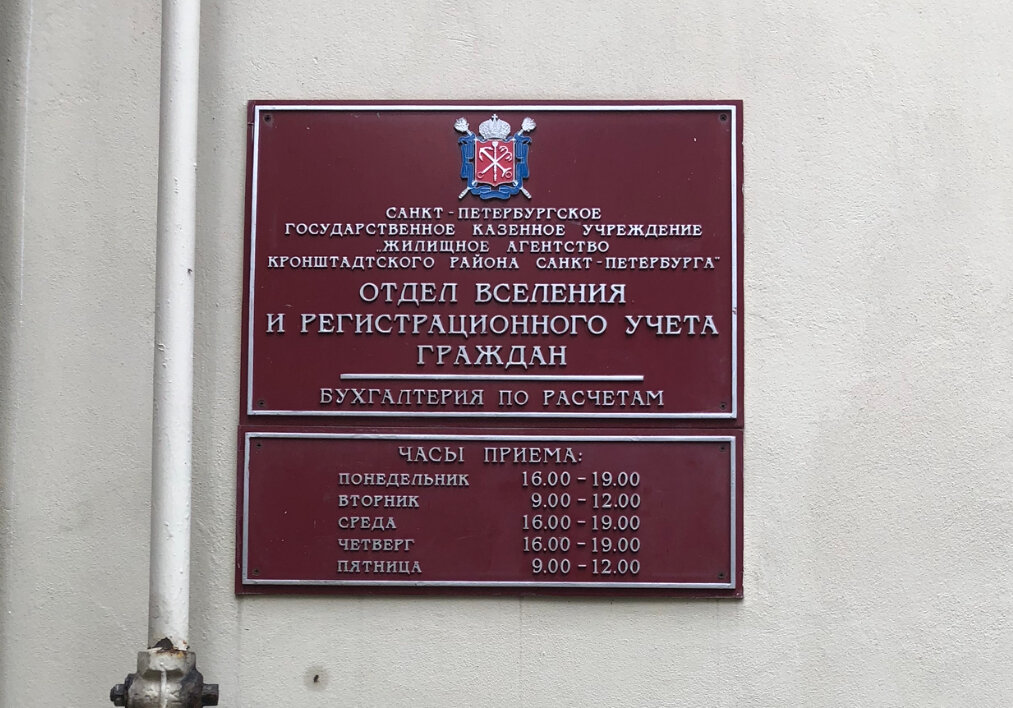 САНКТ-ПЕТЕРБУРГСКОЕ
ГОСУДАРСТВЕННОЕ КАЗЕННОЕ УЧРЕЖДЕНИЕ
„ЖИЛИЩНОЕ АГЕНТСТВО
КРОНШТАДТСКОГО РАЙОНА САНКТ-ПЕТЕРБУРГА"
ОТДЕЛ ВСЕЛЕНИЯ
И РЕГИСТРАЦИОННОГО УЧЕТА
ГРАЖДАН
БУХГАЛТЕРИЯ ПО РАСЧЕТАМ
ЧАСЫ ПРИЕМА:
ПОНЕДЕЛЬНИК 16.00 - 19.00
ВТОРНИК 9.00 - 12.00
СРЕДА 16.00 - 19.00
ЧЕТВЕРГ 16.00 - 19.00
ПЯТНИЦА 9.00 - 12.00